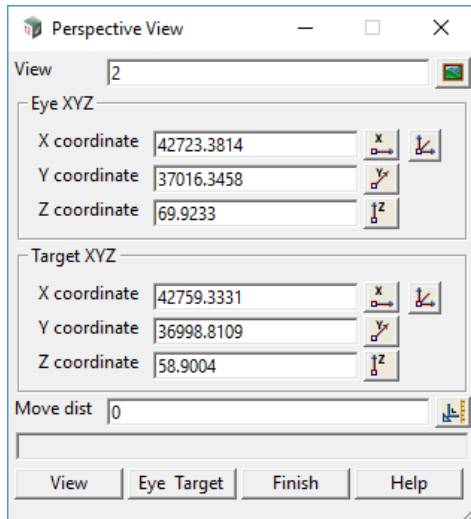 Perspective View
View 2
Eye XYZ
X coordinate 42723.3814 X
Y coordinate 37016.3458 Y
Z coordinate 69.9233 Z
Target XYZ
X coordinate 42759.3331 X
Y coordinate 36998.8109 Y
Z coordinate 58.9004 Z
Move dist 0
View Eye Target Finish Help